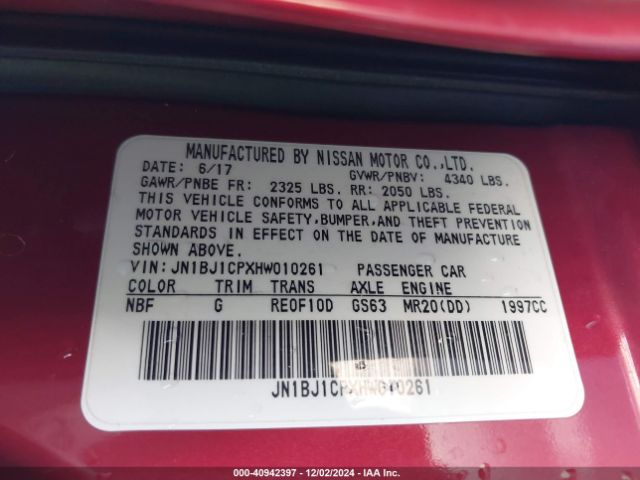 MANUFACTURED BY NISSAN MOTOR CO.,LTD.
DATE: 6/17 GVWR/PNBV: 4340 LBS.
GAWR/PNBE FR: 2325 LBS. RR: 2050 LBS.
THIS VEHICLE CONFORMS TO ALL APPLICABLE FEDERAL
MOTOR VEHICLE SAFETY,BUMPER,AND THEFT PREVENTION
STANDARDS IN EFFECT ON THE DATE OF MANUFACTURE
SHOWN ABOVE.
VIN:JN1BJ1CPXHW010261 PASSENGER CAR
COLOR TRIM TRANS AXLE ENGINE
NBF G RE0F10D GS63 MR20(DD) 1997CC
JN1BJ1CPXHW010261
000-40942397 - 12/02/2024 - IAA Inc.